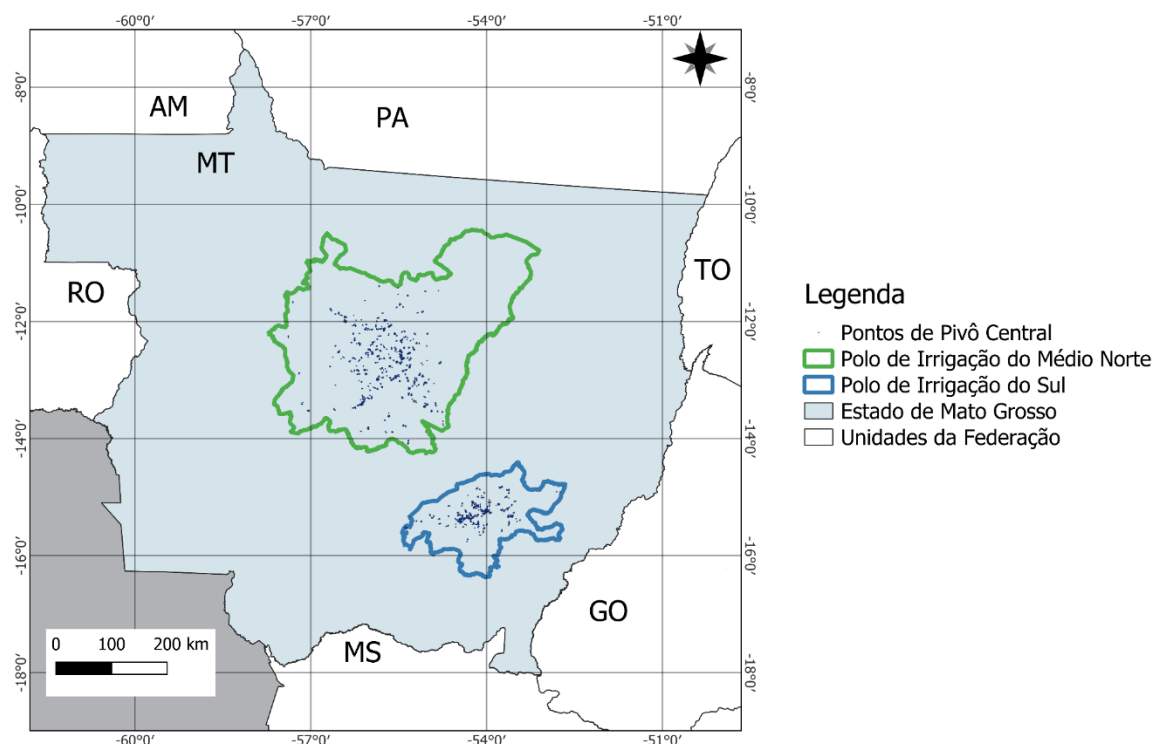 -60°0' -57°0' -54°0' -51°0'
-8°0' -8°0'
AM
PA
MT
-10°0' -10°0'
TO
RO
-12°0' -12°0'
-14°0' -14°0'
-16°0' -16°0'
GO
0 100 200 km
MS
-18°0' -18°0'
-60°0' -57°0' -54°0' -51°0'
Legenda
Pontos de Pivô Central
Polo de Irrigação do Médio Norte
Polo de Irrigação do Sul
Estado de Mato Grosso
Unidades da Federação